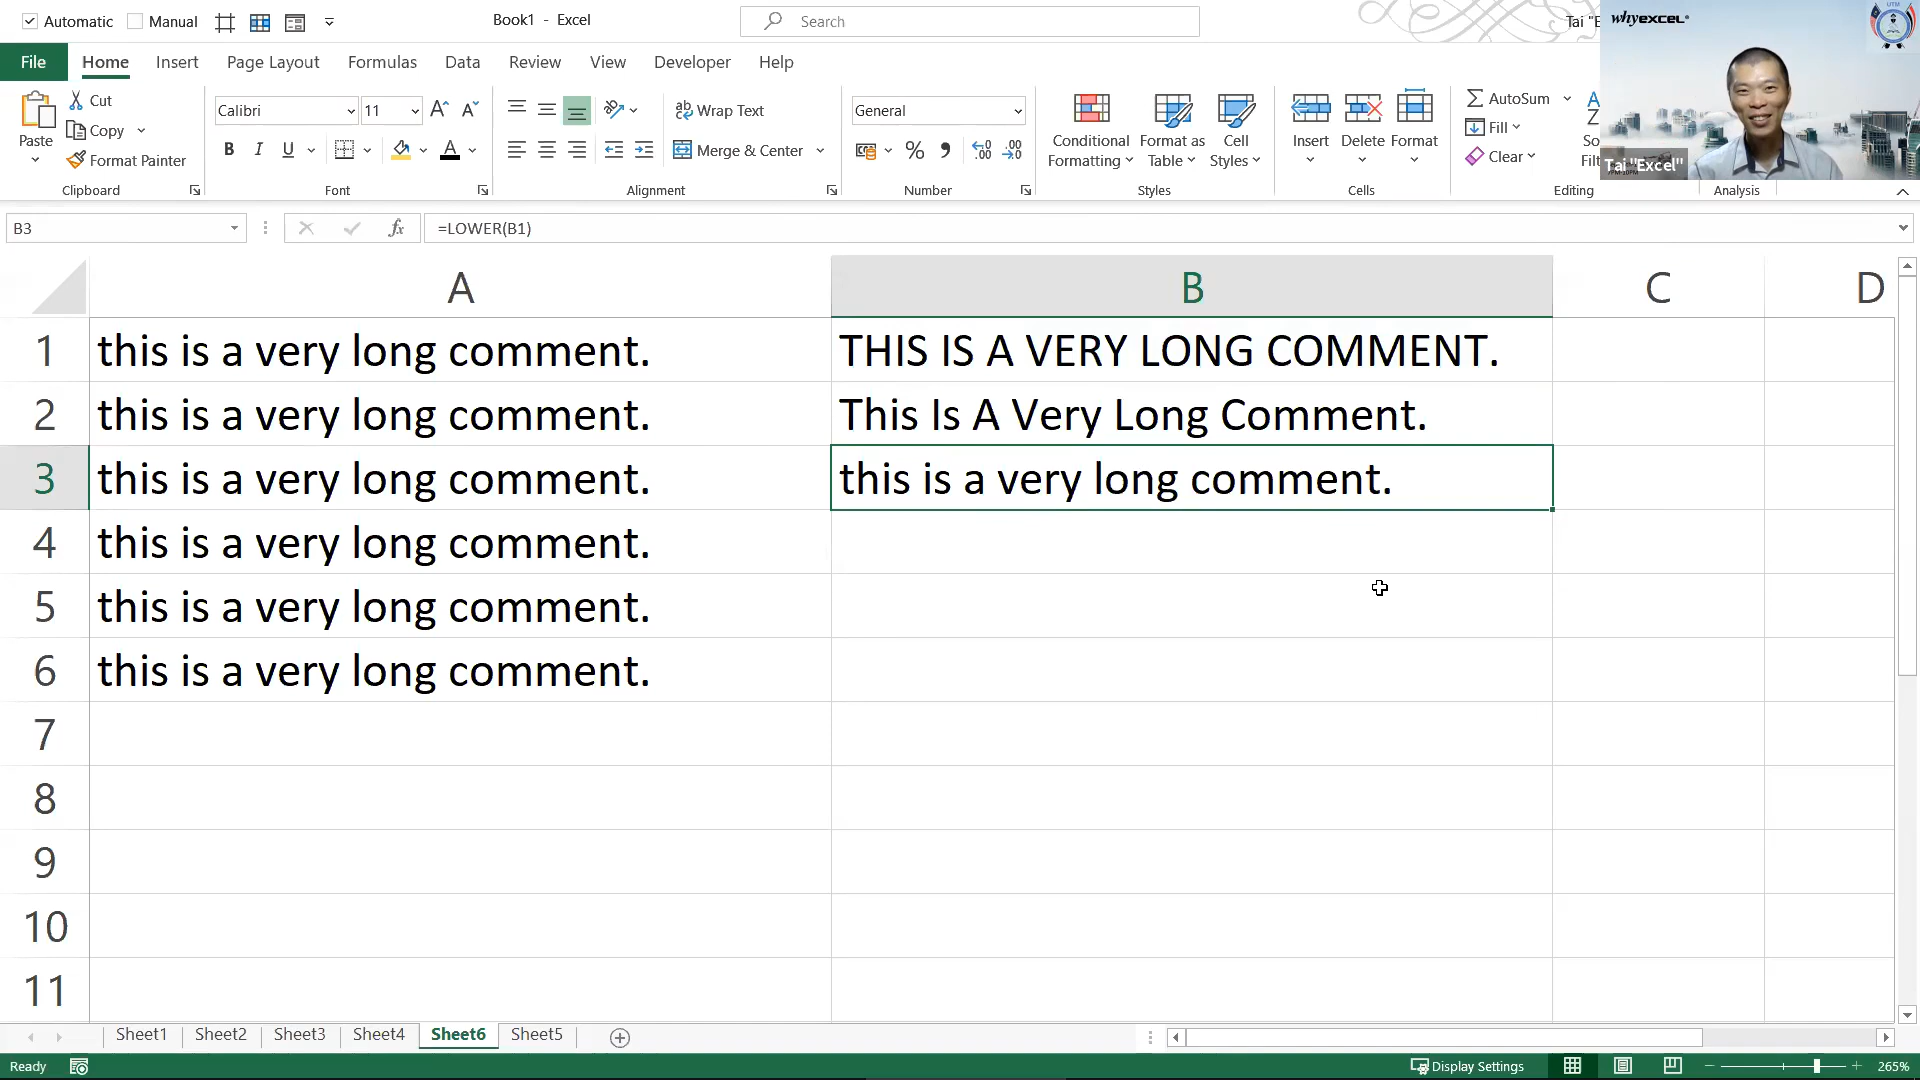 Automatic Manual
Book1 - Excel
Search
Tai "E
whyexcel
UTM
File Home Insert Page Layout Formulas Data Developer Review View Help
Cut
Copy
Format Painter
Paste
Clipboard
Calibri 11
B I U
Font
Wrap Text
Merge & Center
Alignment
General
Number
Conditional
Formatting
Format as
Table
Cell
Styles
Styles
Insert
Delete
Format
Cells
AutoSum
Fill
Clear
So
Filt
Editing
Tai "Excel"
Analysis
B3
fx
=LOWER(B1)
A B C D
1 this is a very long comment. THIS IS A VERY LONG COMMENT.
2 this is a very long comment. This Is A Very Long Comment.
3 this is a very long comment. this is a very long comment.
4 this is a very long comment.
5 this is a very long comment.
6 this is a very long comment.
7
8
9
10
11
Sheet1 Sheet2 Sheet3 Sheet4 Sheet6 Sheet5
Ready
Display Settings
265%